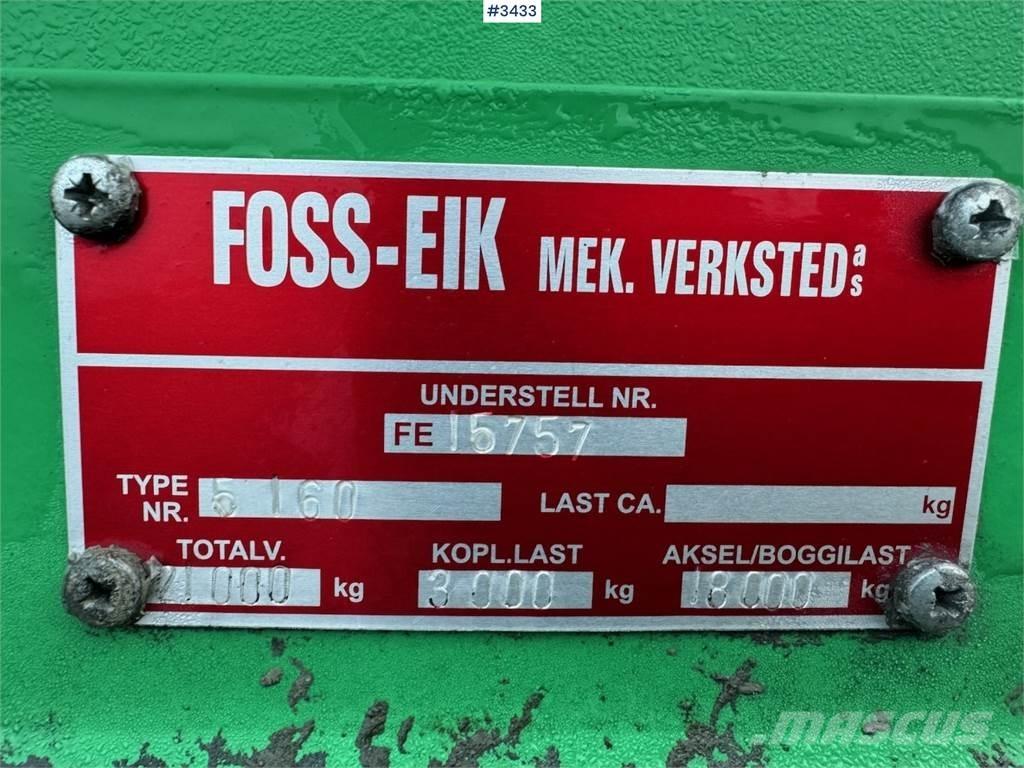 #3433
FOSS-EIK MEK. VERKSTED as
UNDERSTELL NR.
FE 15757
TYPE NR. 5 160
LAST CA. kg
TOTALV. KOPL.LAST AKSEL/BOGGILAST
21 000 kg 3 000 kg 18 000 kg
MASCUS